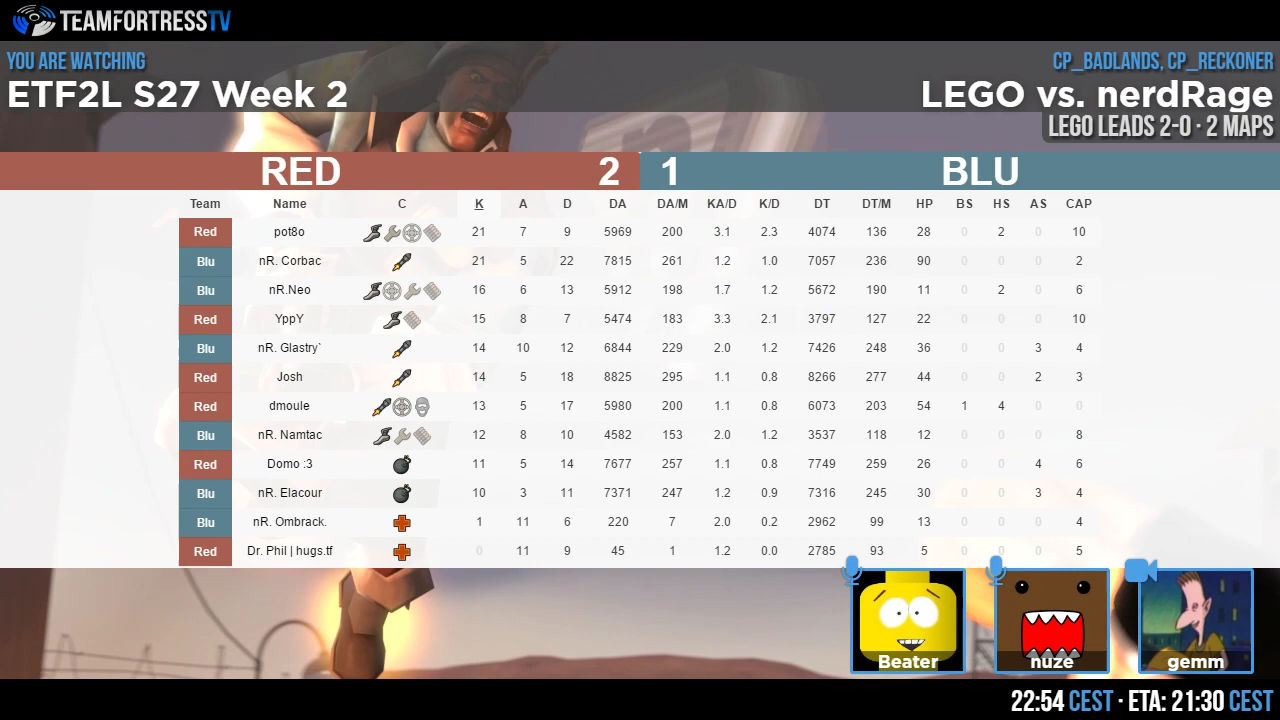 TEAMFORTRESSTV
YOU ARE WATCHING
ETF2L S27 Week 2
CP_BADLANDS, CP_RECKONER
LEGO vs. nerdRage
LEGO LEADS 2-0 · 2 MAPS
RED 2 1 BLU
Team Name C K A D DA DA/M KA/D K/D DT DT/M HP BS HS AS CAP
Red pot8o 21 7 9 5969 200 3.1 2.3 4074 136 28 0 2 0 10
Blu nR. Corbac 21 5 22 7815 261 1.2 1.0 7057 236 90 0 0 0 2
Blu nR.Neo 16 6 13 5912 198 1.7 1.2 5672 190 11 0 2 0 6
Red YppY 15 8 7 5474 183 3.3 2.1 3797 127 22 0 0 0 10
Blu nR. Glastry` 14 10 12 6844 229 2.0 1.2 7426 248 36 0 0 3 4
Red Josh 14 5 18 8825 295 1.1 0.8 8266 277 44 0 0 2 3
Red dmoule 13 5 17 5980 200 1.1 0.8 6073 203 54 1 4 0 0
Blu nR. Namtac 12 8 10 4582 153 2.0 1.2 3537 118 12 0 0 0 8
Red Domo :3 11 5 14 7677 257 1.1 0.8 7749 259 26 0 0 4 6
Blu nR. Elacour 10 3 11 7371 247 1.2 0.9 7316 245 30 0 0 3 4
Blu nR. Ombrack. 1 11 6 220 7 2.0 0.2 2962 99 13 0 0 0 4
Red Dr. Phil | hugs.tf 0 11 9 45 1 1.2 0.0 2785 93 5 0 0 0 5
Beater nuze gemm
22:54 CEST · ETA: 21:30 CEST